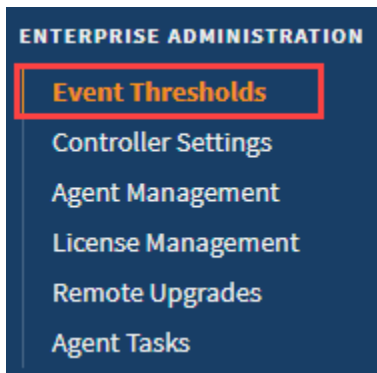 ENTERPRISE ADMINISTRATION
Event Thresholds
Controller Settings
Agent Management
License Management
Remote Upgrades
Agent Tasks